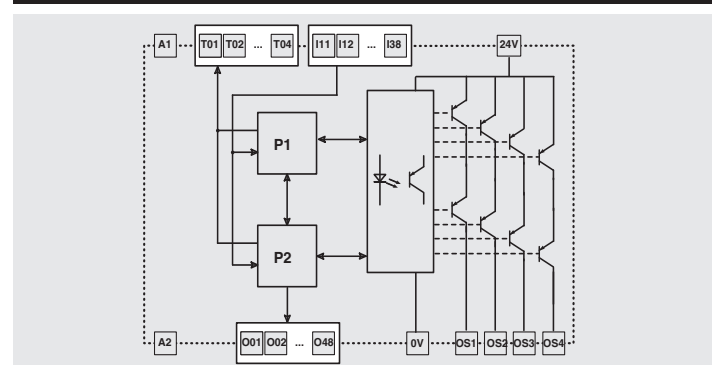 A1 T01 T02 ... T04 I11 I12 ... I38 24V
P1
P2
A2 O01 O02 ... O48 0V OS1 OS2 OS3 OS4